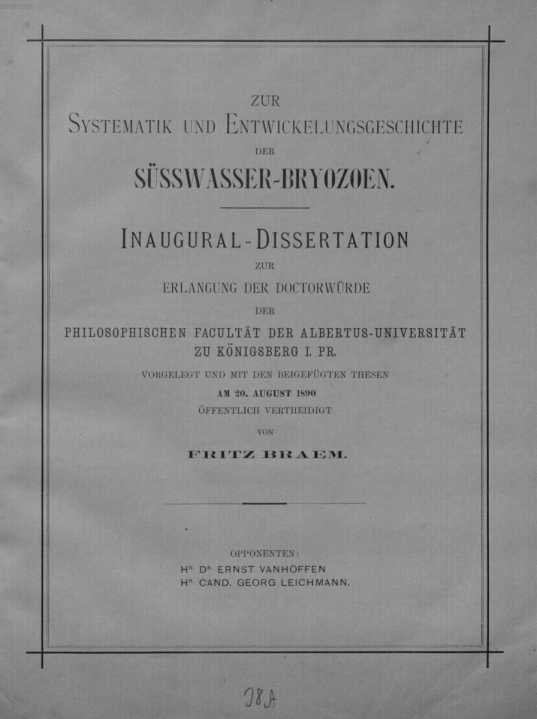 ZUR
SYSTEMATIK UND ENTWICKELUNGSGESCHICHTE
DER
SÜSSWASSER-BRYOZOEN.
INAUGURAL-DISSERTATION
ZUR
ERLANGUNG DER DOCTORWÜRDE
DER
PHILOSOPHISCHEN FACULTÄT DER ALBERTUS-UNIVERSITÄT
ZU KÖNIGSBERG I. PR.
VORGELEGT UND MIT DEN BEIGEFÜGTEN THESEN
AM 20. AUGUST 1890
ÖFFENTLICH VERTHEIDIGT
VON
FRITZ BRAEM.
OPPONENTEN:
HR. DR. ERNST VANHÖFFEN
HR. CAND. GEORG LEICHMANN.